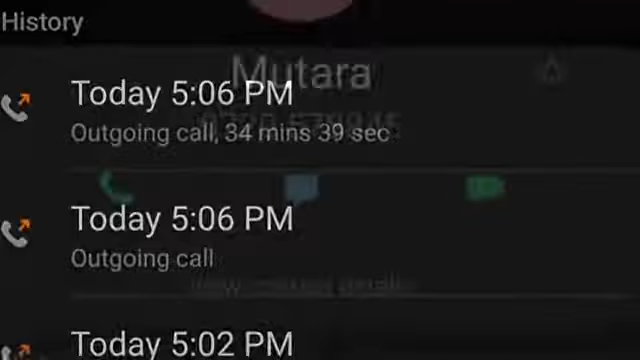 History
Mutara
Today 5:06 PM
Outgoing call, 34 mins 39 sec
Today 5:06 PM
Outgoing call
Today 5:02 PM